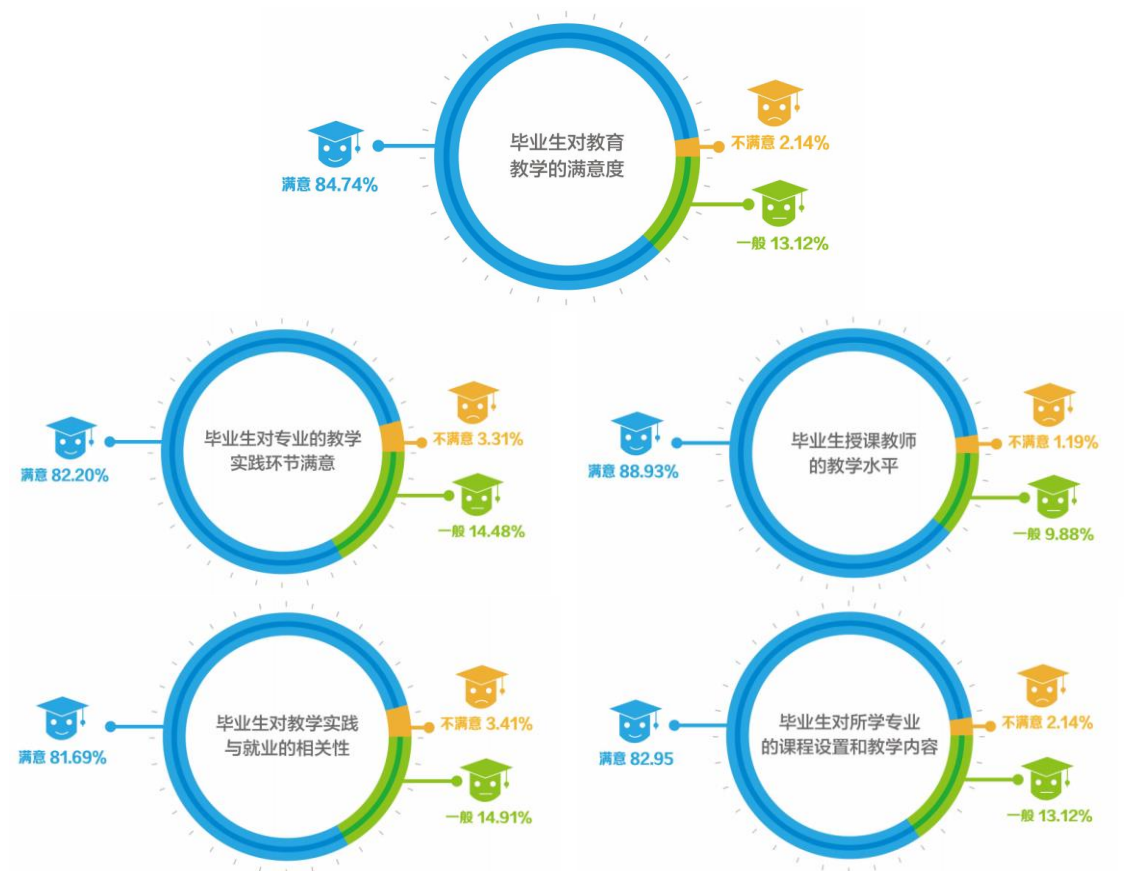 毕业生对教育
教学的满意度
满意 84.74%
不满意 2.14%
一般 13.12%
毕业生对专业的教学
实践环节满意
满意 82.20%
不满意 3.31%
一般 14.48%
毕业生授课教师
的教学水平
满意 88.93%
不满意 1.19%
一般 9.88%
毕业生对教学实践
与就业的相关性
满意 81.69%
不满意 3.41%
一般 14.91%
毕业生对所学专业
的课程设置和教学内容
满意 82.95
不满意 2.14%
一般 13.12%